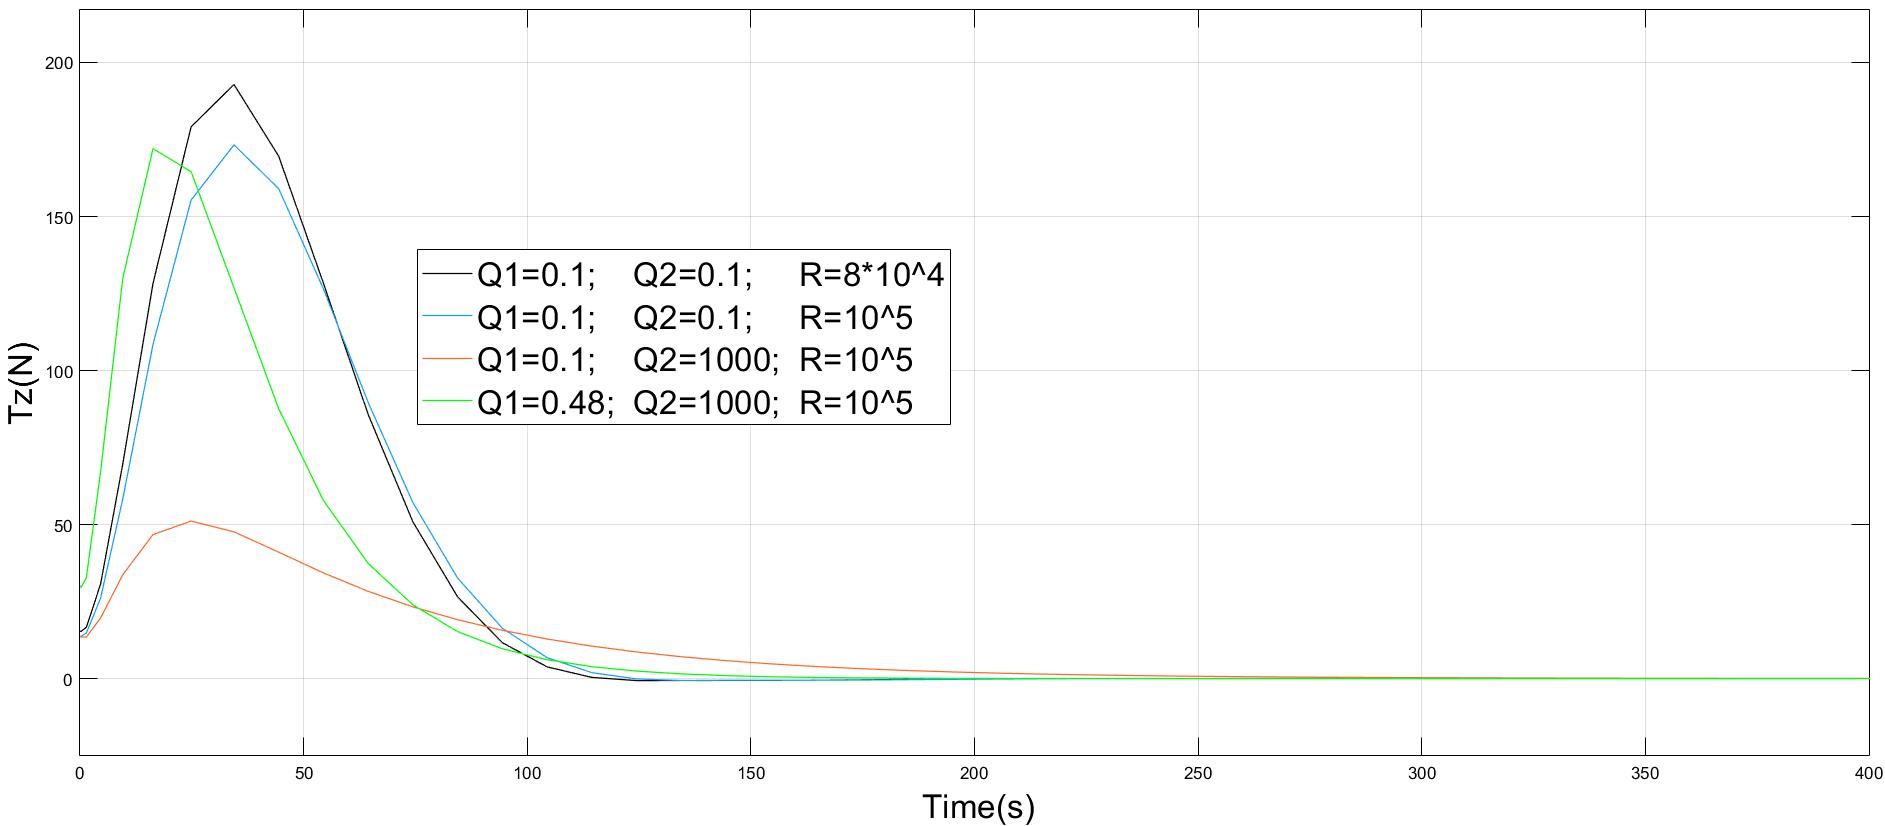 200
150
100
50
0
Tz(N)
Q1=0.1; Q2=0.1; R=8*10^4
Q1=0.1; Q2=0.1; R=10^5
Q1=0.1; Q2=1000; R=10^5
Q1=0.48; Q2=1000; R=10^5
0 50 100 150 200 250 300 350 400
Time(s)